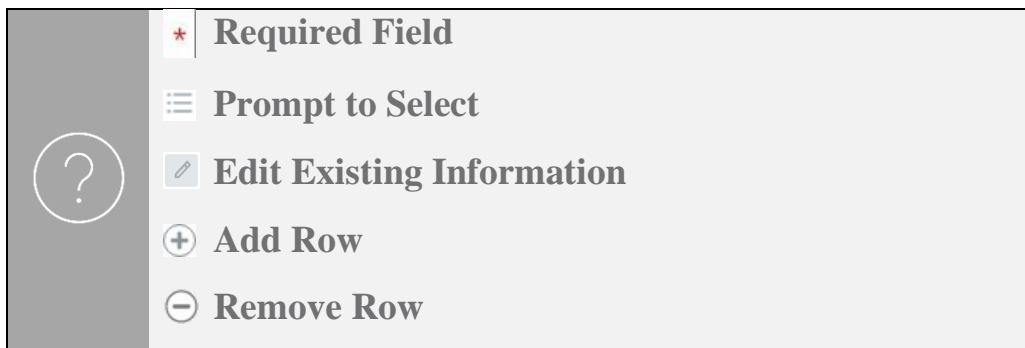 ?
* Required Field
Prompt to Select
Edit Existing Information
Add Row
Remove Row